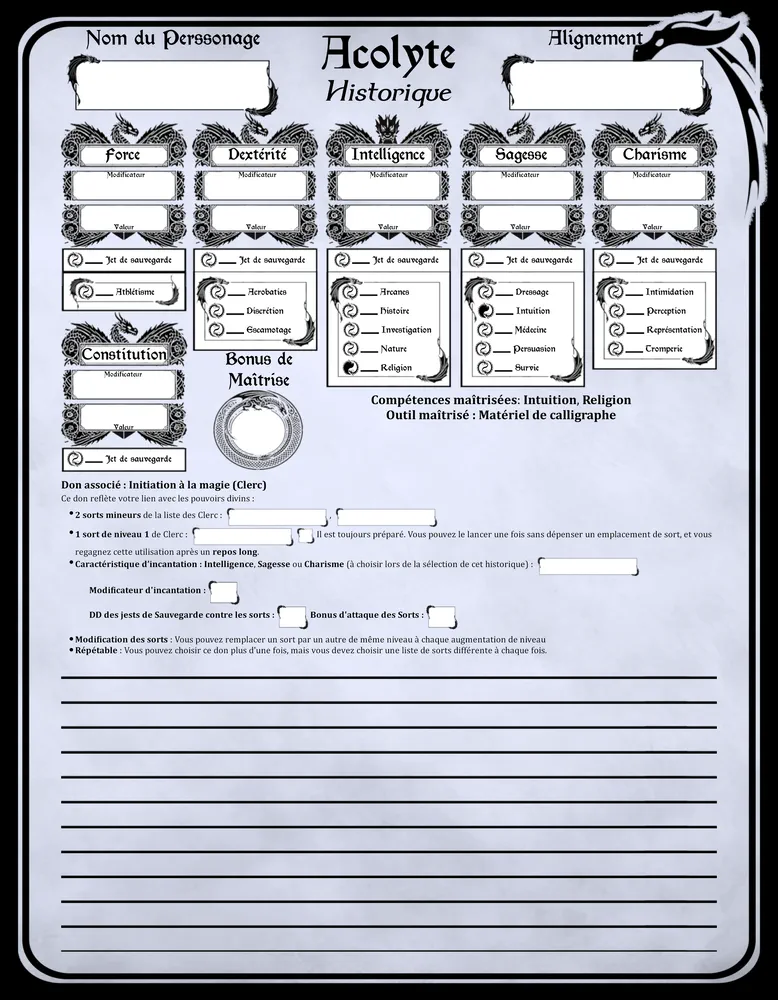 Nom du Perssonage
Acolyte
Historique
Alignement
Force
Modificateur
Valeur
Jet de sauvegarde
Athlétisme
Dextérité
Modificateur
Valeur
Jet de sauvegarde
Acrobaties
Discrétion
Escamotage
Intelligence
Modificateur
Valeur
Jet de sauvegarde
Arcanes
Histoire
Investigation
Nature
Religion
Sagesse
Modificateur
Valeur
Jet de sauvegarde
Dressage
Intuition
Médecine
Persuasion
Survie
Charisme
Modificateur
Valeur
Jet de sauvegarde
Intimidation
Perception
Représentation
Tromperie
Constitution
Modificateur
Valeur
Jet de sauvegarde
Bonus de
Maîtrise
Compétences maîtrisées: Intuition, Religion
Outil maîtrisé : Matériel de calligraphe
Don associé : Initiation à la magie (Clerc)
Ce don reflète votre lien avec les pouvoirs divins :
• 2 sorts mineurs de la liste des Clerc : ,
• 1 sort de niveau 1 de Clerc : Il est toujours préparé. Vous pouvez le lancer une fois sans dépenser un emplacement de sort, et vous
regagnez cette utilisation après un repos long.
• Caractéristique d'incantation : Intelligence, Sagesse ou Charisme (à choisir lors de la sélection de cet historique) :
Modificateur d'incantation :
DD des jests de Sauvegarde contre les sorts : Bonus d'attaque des Sorts :
• Modification des sorts : Vous pouvez remplacer un sort par un autre de même niveau à chaque augmentation de niveau
• Répétable : Vous pouvez choisir ce don plus d'une fois, mais vous devez choisir une liste de sorts différente à chaque fois.